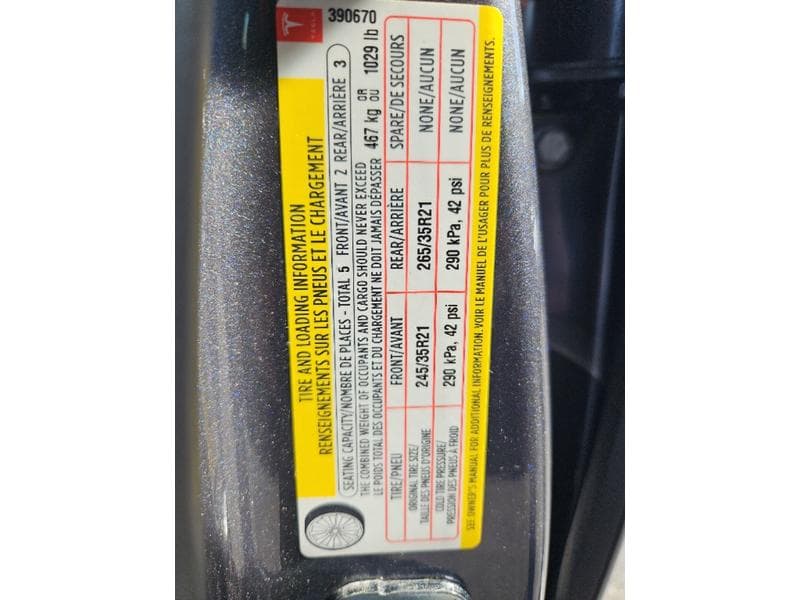 TESLA
390670
TIRE AND LOADING INFORMATION
RENSEIGNEMENTS SUR LES PNEUS ET LE CHARGEMENT
SEATING CAPACITY/NOMBRE DE PLACES - TOTAL 5 FRONT/AVANT 2 REAR/ARRIÈRE 3
THE COMBINED WEIGHT OF OCCUPANTS AND CARGO SHOULD NEVER EXCEED 467 kg OR 1029 lb
LE POIDS TOTAL DES OCCUPANTS ET DU CHARGEMENT NE DOIT JAMAIS DÉPASSER OU
TIRE/PNEU FRONT/AVANT REAR/ARRIÈRE SPARE/DE SECOURS
ORIGINAL TIRE SIZE/
TAILLE DES PNEUS D'ORIGINE 245/35R21 265/35R21 NONE/AUCUN
COLD TIRE PRESSURE/
PRESSION DES PNEUS À FROID 290 kPa, 42 psi 290 kPa, 42 psi NONE/AUCUN
SEE OWNER'S MANUAL FOR ADDITIONAL INFORMATION. VOIR LE MANUEL DE L'USAGER POUR PLUS DE RENSEIGNEMENTS.